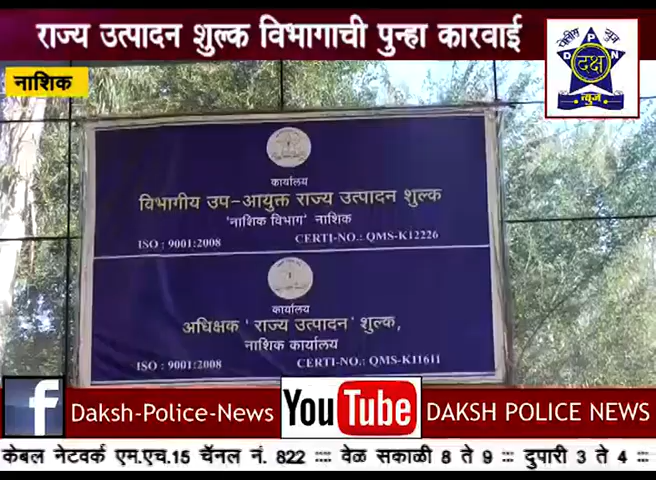 राज्य उत्पादन शुल्क विभागाची पुन्हा कारवाई
नाशिक
पोलीस
न्युज
DPN
दक्ष
न्युज
कार्यालय
विभागीय उप-आयुक्त राज्य उत्पादन शुल्क
'नाशिक विभाग' नाशिक
ISO : 9001:2008 CERTI-NO.: QMS-K12226
कार्यालय
अधिक्षक 'राज्य उत्पादन' शुल्क,
नाशिक कार्यालय
ISO : 9001:2008 CERTI-NO.: QMS-K11611
f Daksh-Police-News YouTube DAKSH POLICE NEWS
केबल नेटवर्क एम.एच.15 चॅनल नं. 822 :::: वेळ सकाळी 8 ते 9 ::: दुपारी 3 ते 4 :::